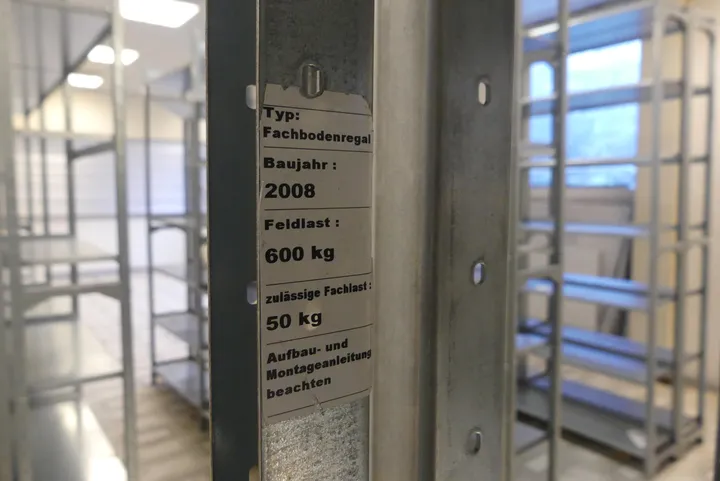 Typ:
Fachbodenregal
Baujahr :
2008
Feldlast :
600 kg
zulässige Fachlast :
50 kg
Aufbau- und
Montageanleitung
beachten